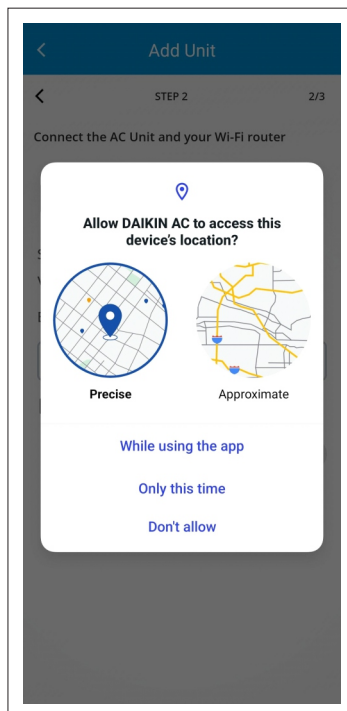 Add Unit
STEP 2
2/3
Connect the AC Unit and your Wi-Fi router
Allow DAIKIN AC to access this
device's location?
Precise
Approximate
While using the app
Only this time
Don't allow